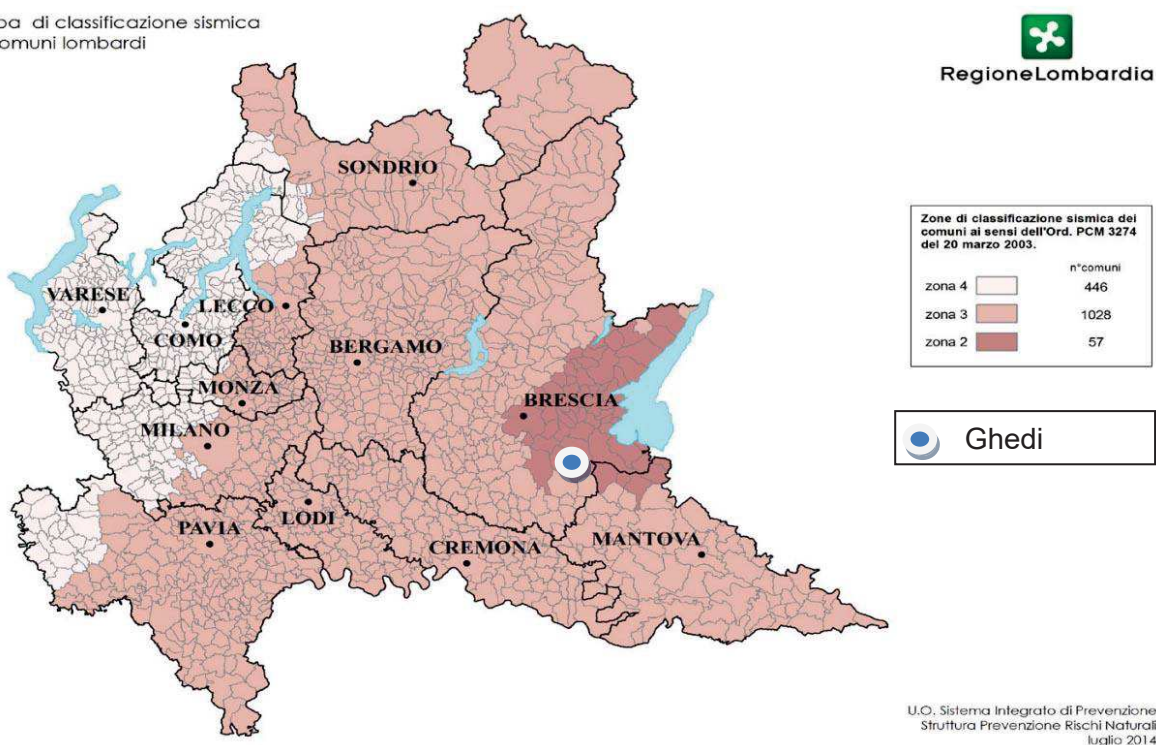 di classificazione sismica
comuni lombardi
RegioneLombardia
SONDRIO
VARESE
LECCO
COMO
BERGAMO
MONZA
BRESCIA
MILANO
PAVIA
LODI
CREMONA
MANTOVA
Zone di classificazione sismica dei
comuni ai sensi dell'Ord. PCM 3274
del 20 marzo 2003.
n°comuni
zona 4 446
zona 3 1028
zona 2 57
Ghedi
U.O. Sistema Integrato di Prevenzione
Struttura Prevenzione Rischi Naturali
luglio 2014